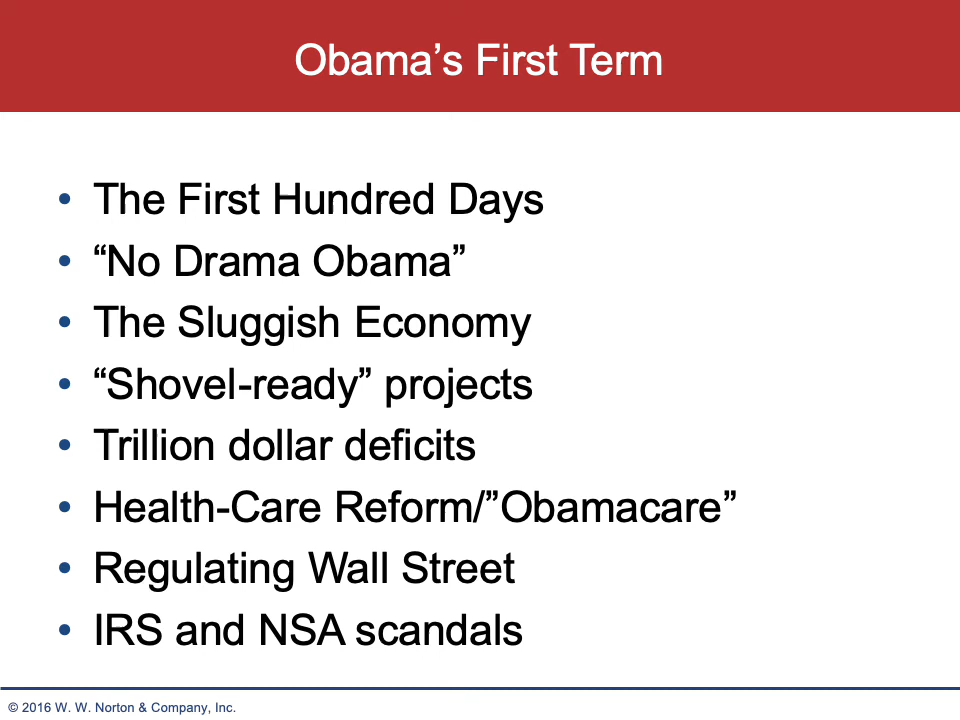 Obama’s First Term
• The First Hundred Days
• “No Drama Obama”
• The Sluggish Economy
• “Shovel-ready” projects
• Trillion dollar deficits
• Health-Care Reform/”Obamacare”
• Regulating Wall Street
• IRS and NSA scandals
© 2016 W. W. Norton & Company, Inc.